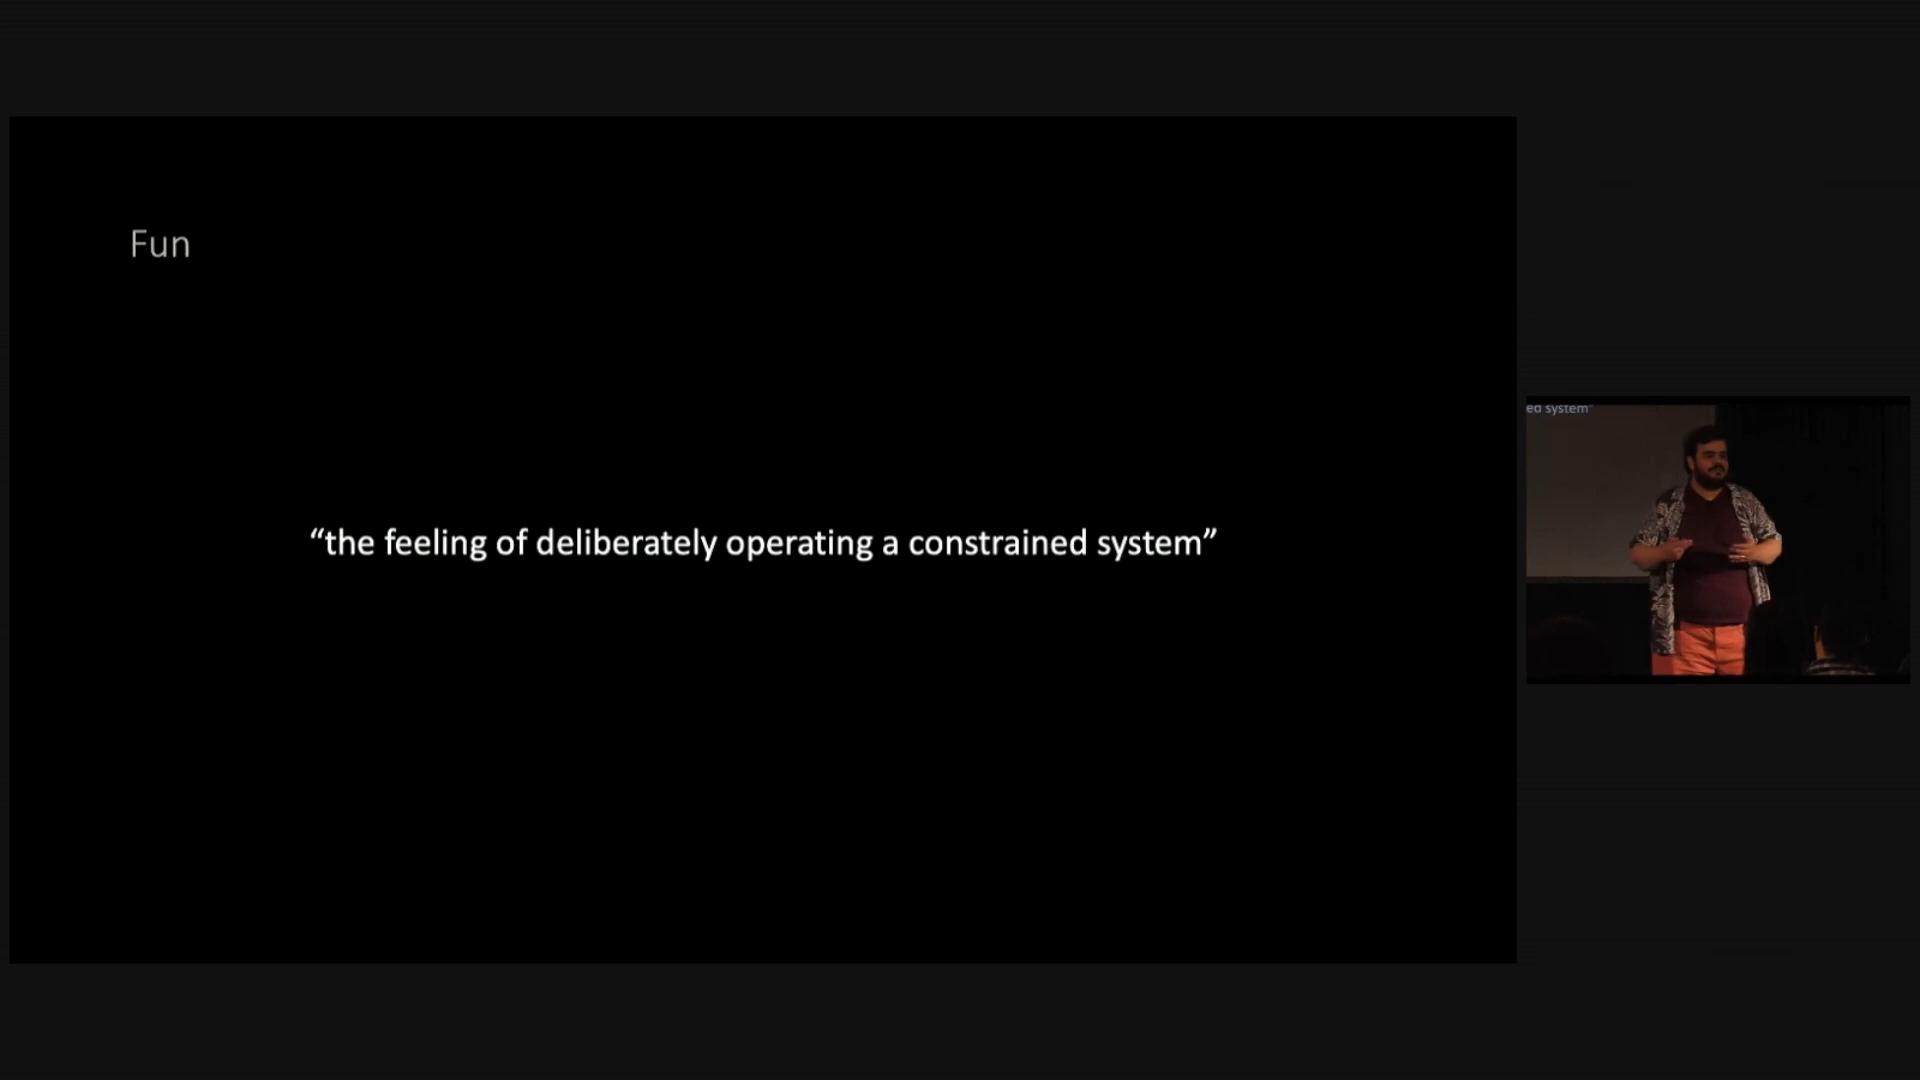 Fun
“the feeling of deliberately operating a constrained system”
ed system”